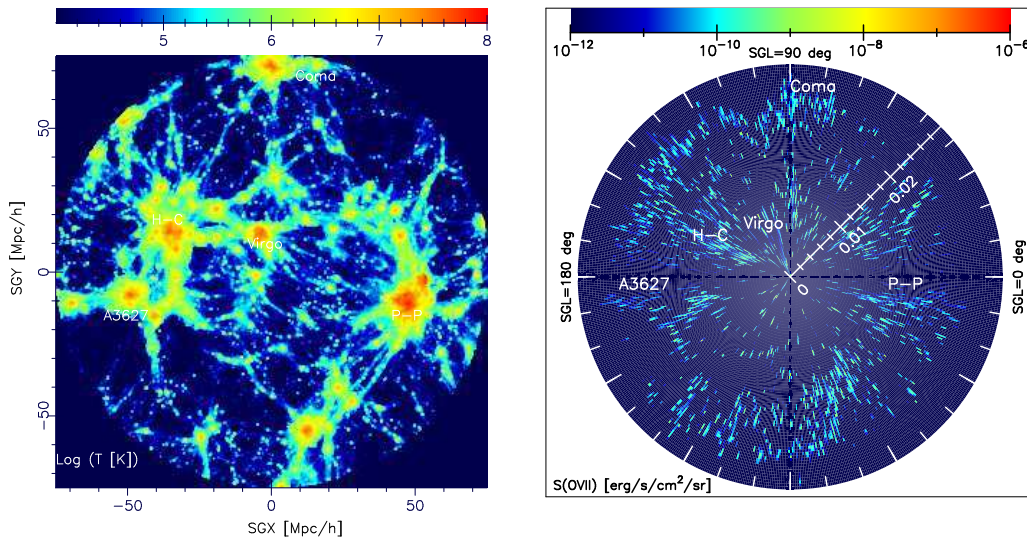 5 6 7 8
Coma
50
H-C
Virgo
0
A3627
P-P
-50
Log (T [K])
-50 0 50
SGX [Mpc/h]
SGY [Mpc/h]
10^-12 10^-10 10^-8 10^-6
SGL=90 deg
Coma
0.02
Virgo
H-C
0.01
SGL=180 deg
A3627
0
P-P
SGL=0 deg
S(OVII) [erg/s/cm^2/sr]